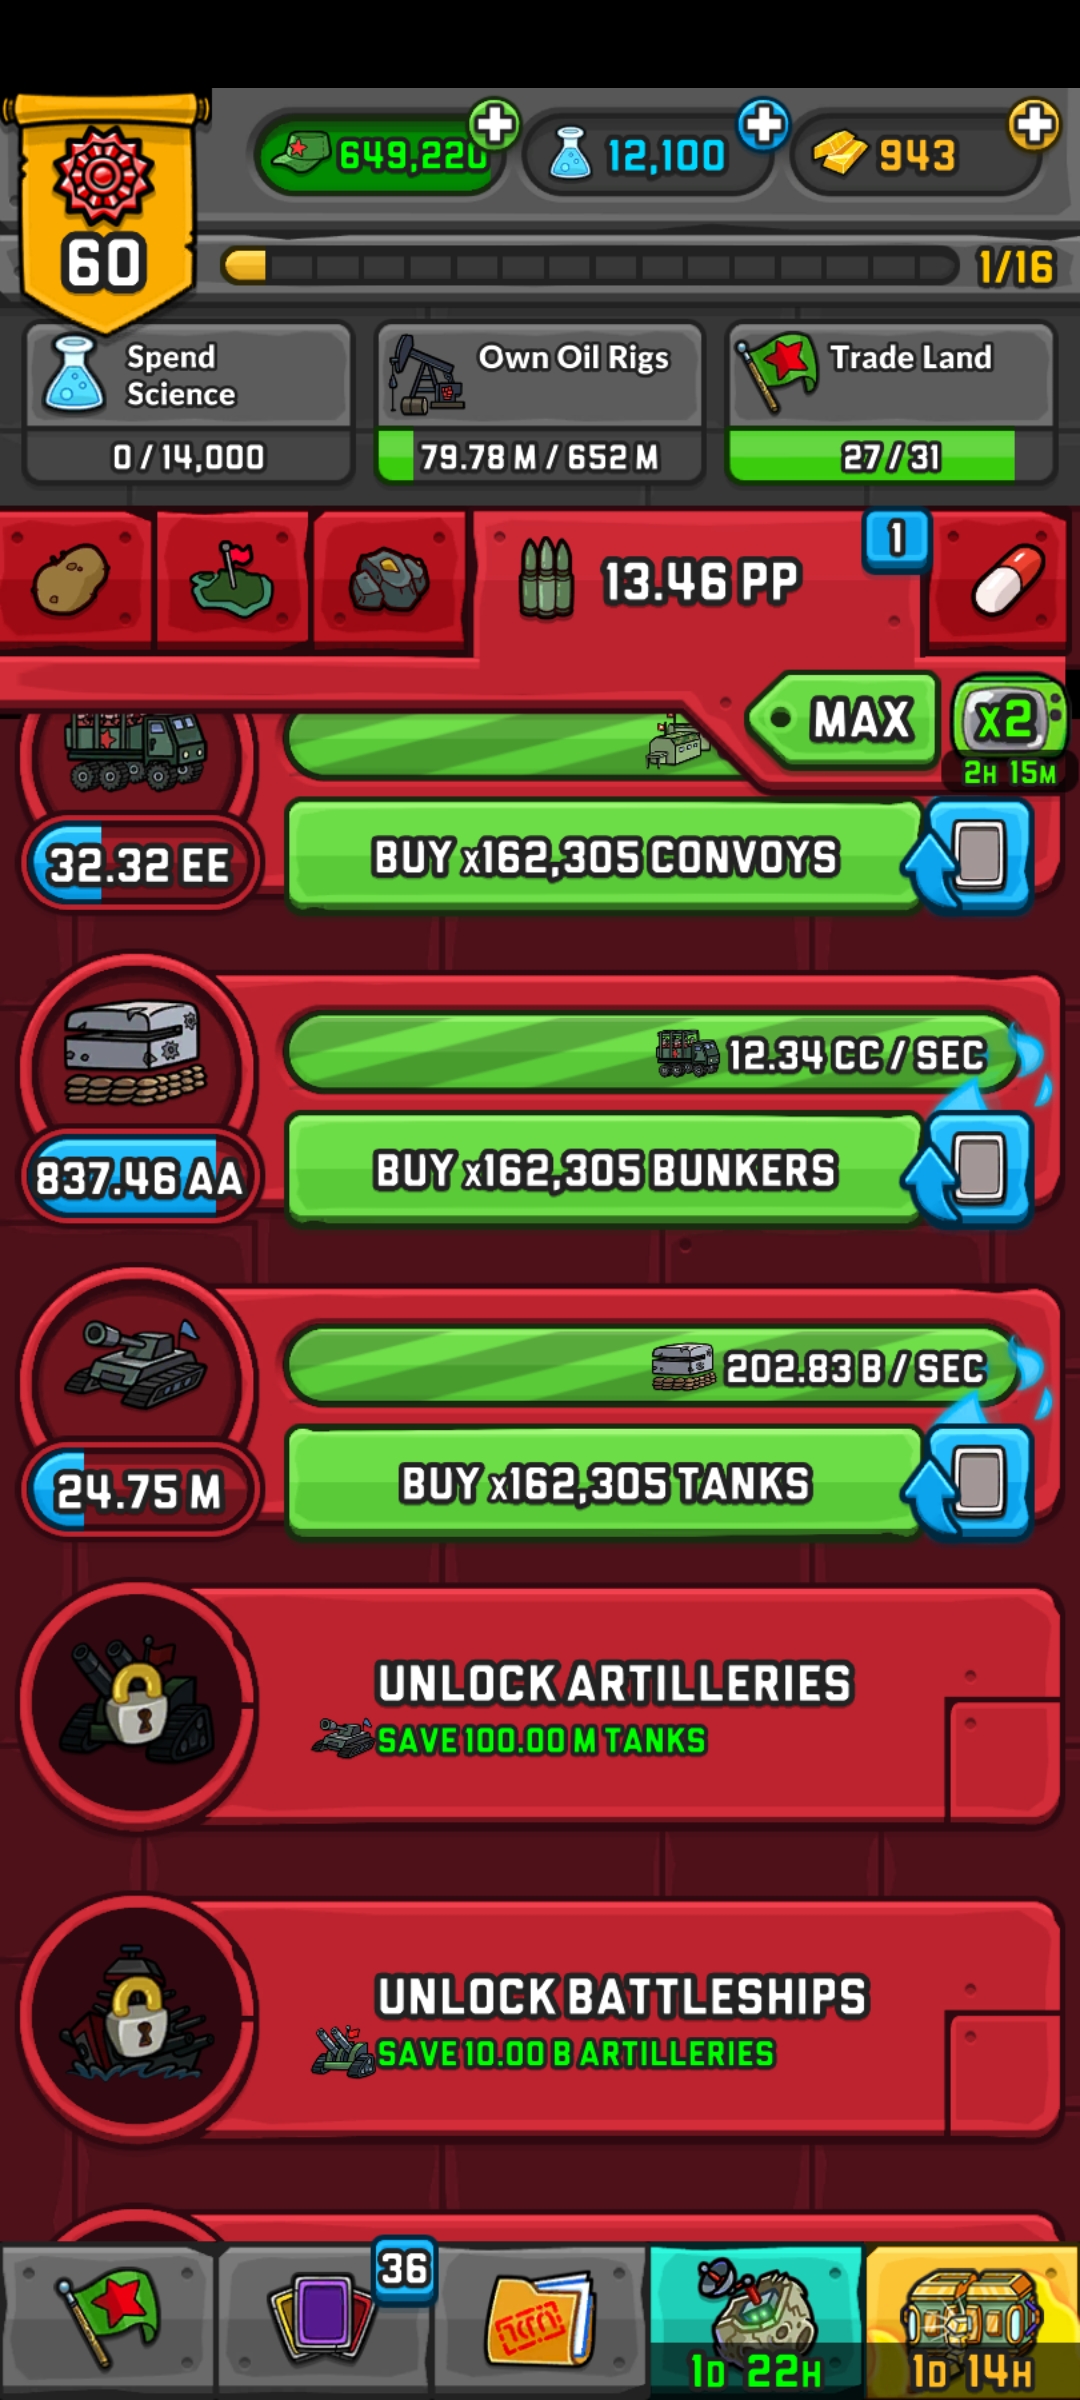 649,220
12,100
943
60
1/16
Spend
Science
0/14,000
Own Oil Rigs
79.78 M / 652 M
Trade Land
27/31
13.46 PP
1
MAX
x2
2H 15M
32.32 EE
BUY x162,305 CONVOYS
12.34 CC / SEC
837.46 AA
BUY x162,305 BUNKERS
202.83 B / SEC
24.75 M
BUY x162,305 TANKS
UNLOCK ARTILLERIES
SAVE 100.00 M TANKS
UNLOCK BATTLESHIPS
SAVE 10.00 B ARTILLERIES
36
1D 22H
1D 14H